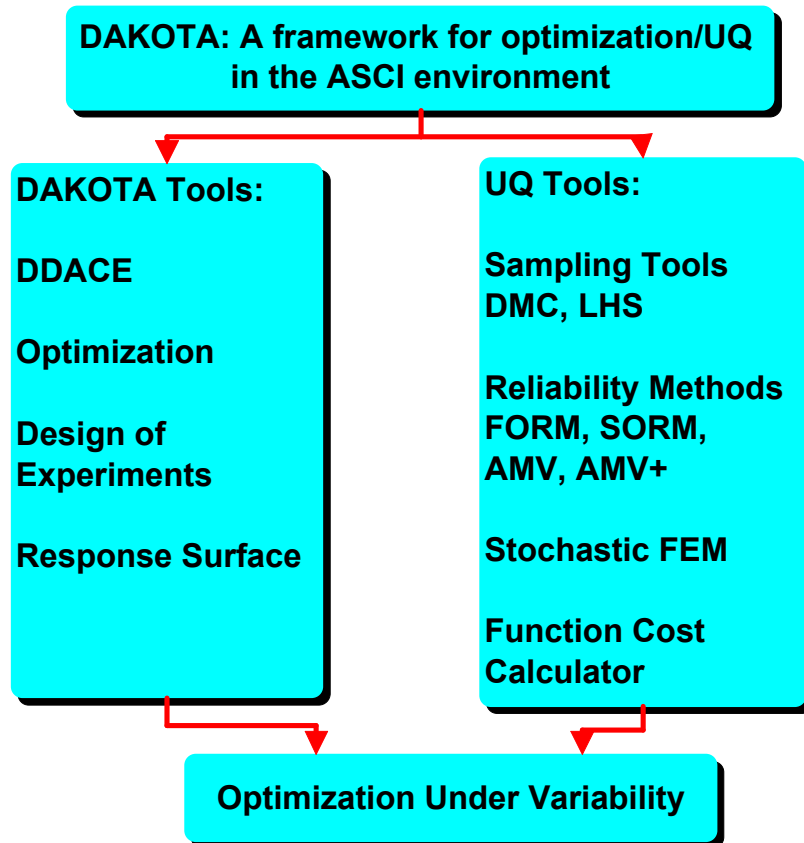 DAKOTA: A framework for optimization/UQ
in the ASCI environment
DAKOTA Tools:
DDACE
Optimization
Design of
Experiments
Response Surface
UQ Tools:
Sampling Tools
DMC, LHS
Reliability Methods
FORM, SORM,
AMV, AMV+
Stochastic FEM
Function Cost
Calculator
Optimization Under Variability